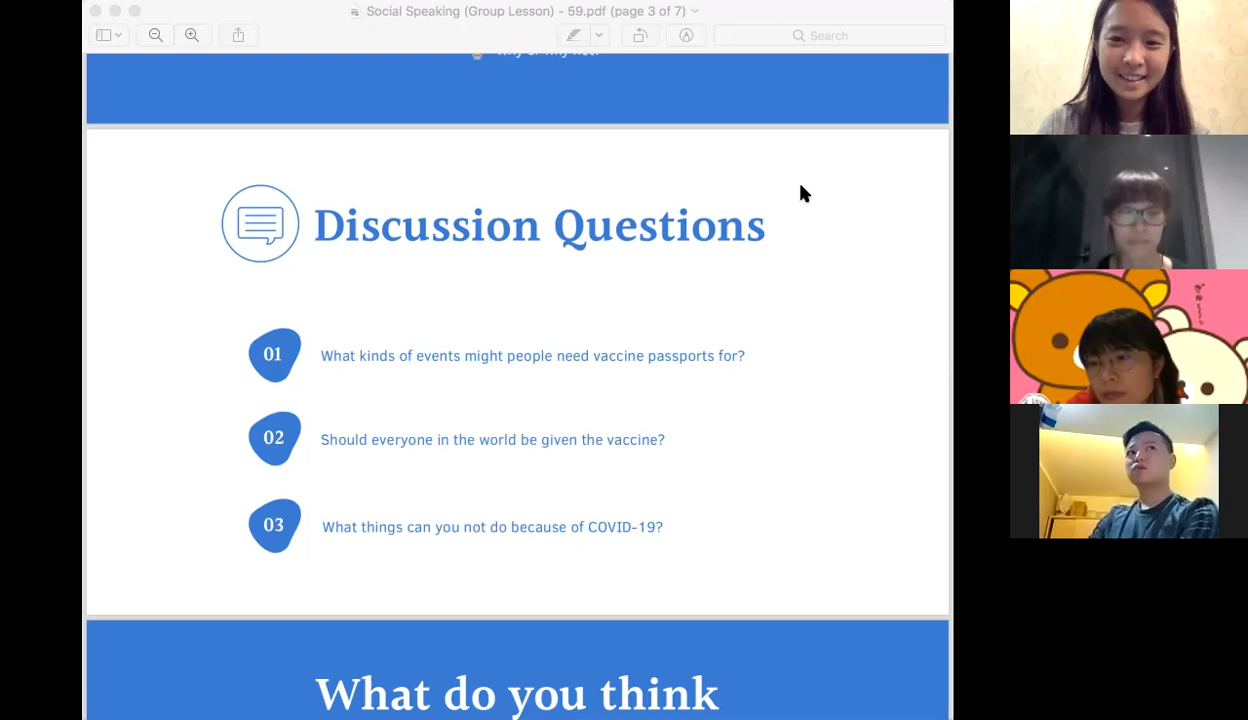 Social Speaking (Group Lesson) - 59.pdf (page 3 of 7)
Search
Discussion Questions
01
What kinds of events might people need vaccine passports for?
02
Should everyone in the world be given the vaccine?
03
What things can you not do because of COVID-19?
What do you think